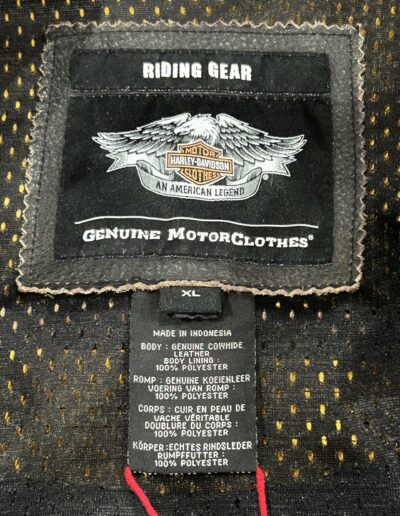 RIDING GEAR
MOTOR
HARLEY-DAVIDSON
CLOTHES
AN AMERICAN LEGEND
GENUINE MOTORCLOTHES®
XL
MADE IN INDONESIA
BODY : GENUINE COWHIDE
LEATHER
BODY LINING :
100% POLYESTER
ROMP : GENUINE KOEIENLEER
VOERING VAN ROMP :
100% POLYESTER
CORPS : CUIR EN PEAU DE
VACHE VÉRITABLE
DOUBLURE DU CORPS :
100% POLYESTER
KÖRPER :ECHTES RINDSLEDER
RUMPFFUTTER :
100% POLYESTER